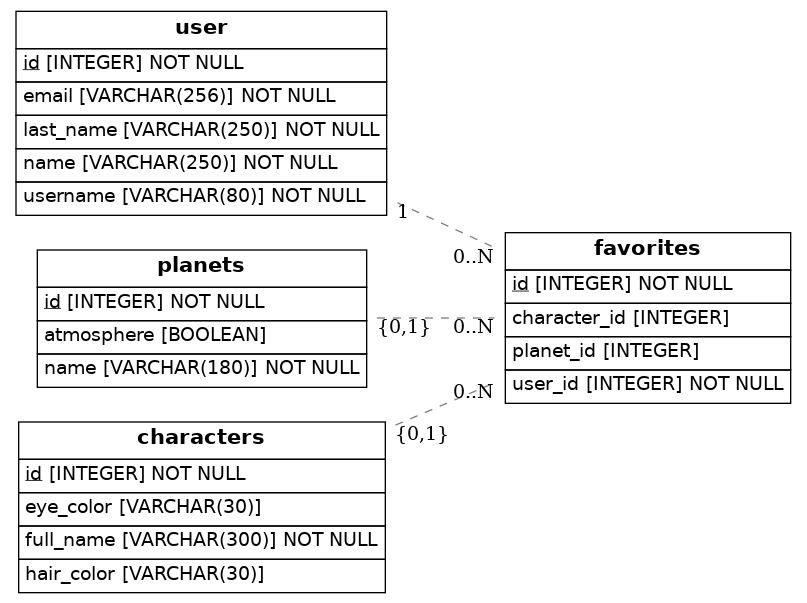 user
id [INTEGER] NOT NULL
email [VARCHAR(256)] NOT NULL
last_name [VARCHAR(250)] NOT NULL
name [VARCHAR(250)] NOT NULL
username [VARCHAR(80)] NOT NULL
1
0..N
planets
id [INTEGER] NOT NULL
atmosphere [BOOLEAN]
name [VARCHAR(180)] NOT NULL
{0,1}
0..N
favorites
id [INTEGER] NOT NULL
character_id [INTEGER]
planet_id [INTEGER]
user_id [INTEGER] NOT NULL
0..N
{0,1}
characters
id [INTEGER] NOT NULL
eye_color [VARCHAR(30)]
full_name [VARCHAR(300)] NOT NULL
hair_color [VARCHAR(30)]